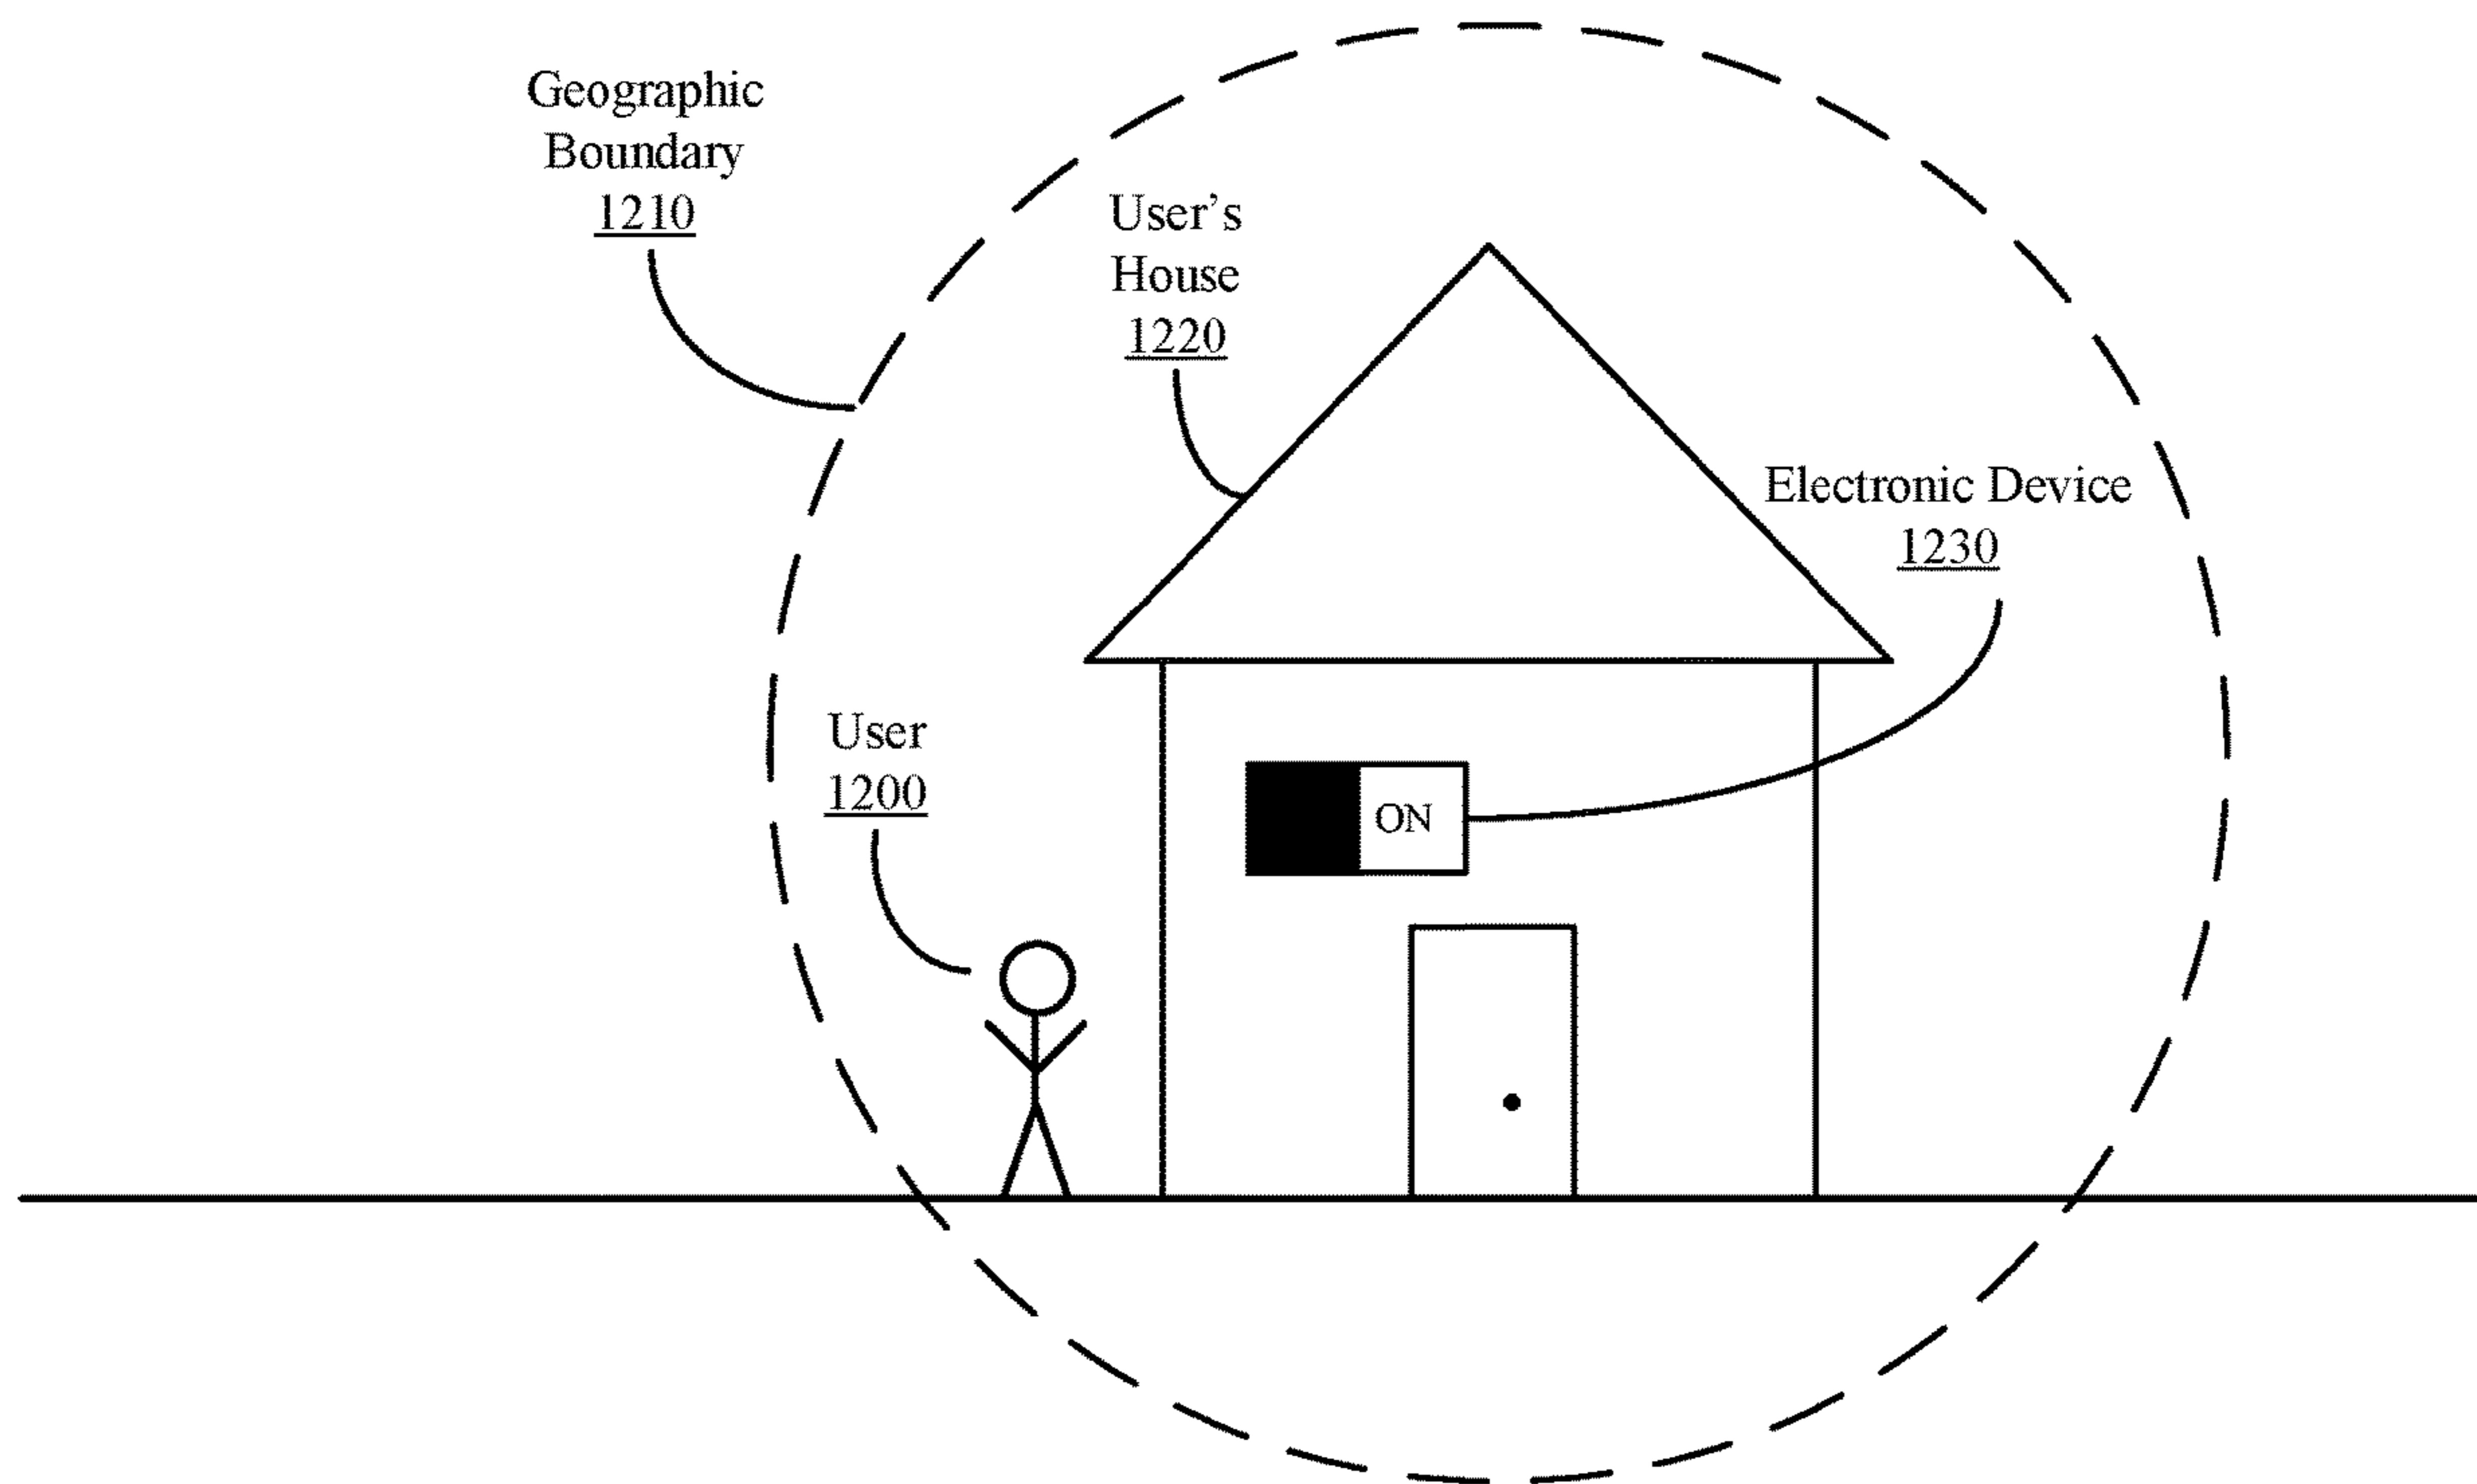 Geographic
Boundary
1210
User's
House
1220
Electronic Device
1230
User
1200
ON